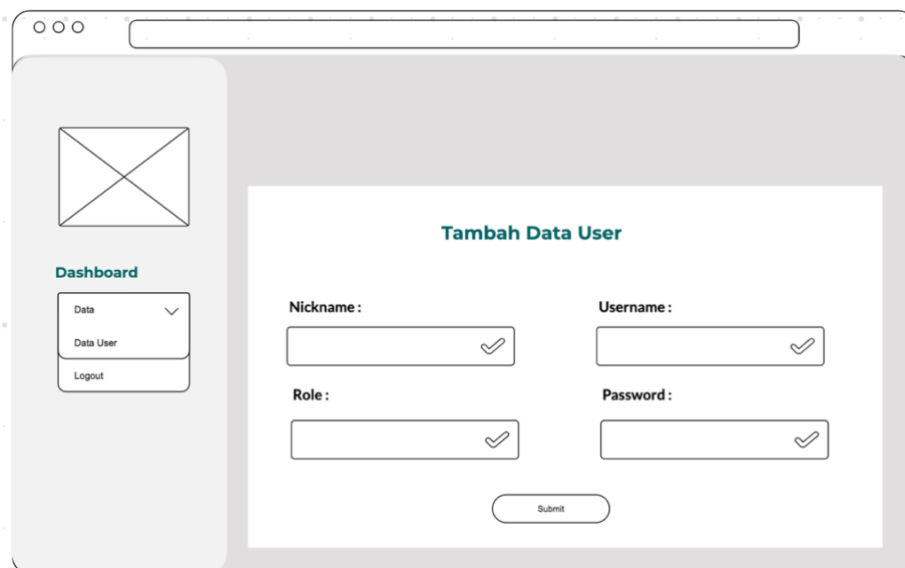 Dashboard
Data
Data User
Logout
Tambah Data User
Nickname :
Username :
Role :
Password :
Submit